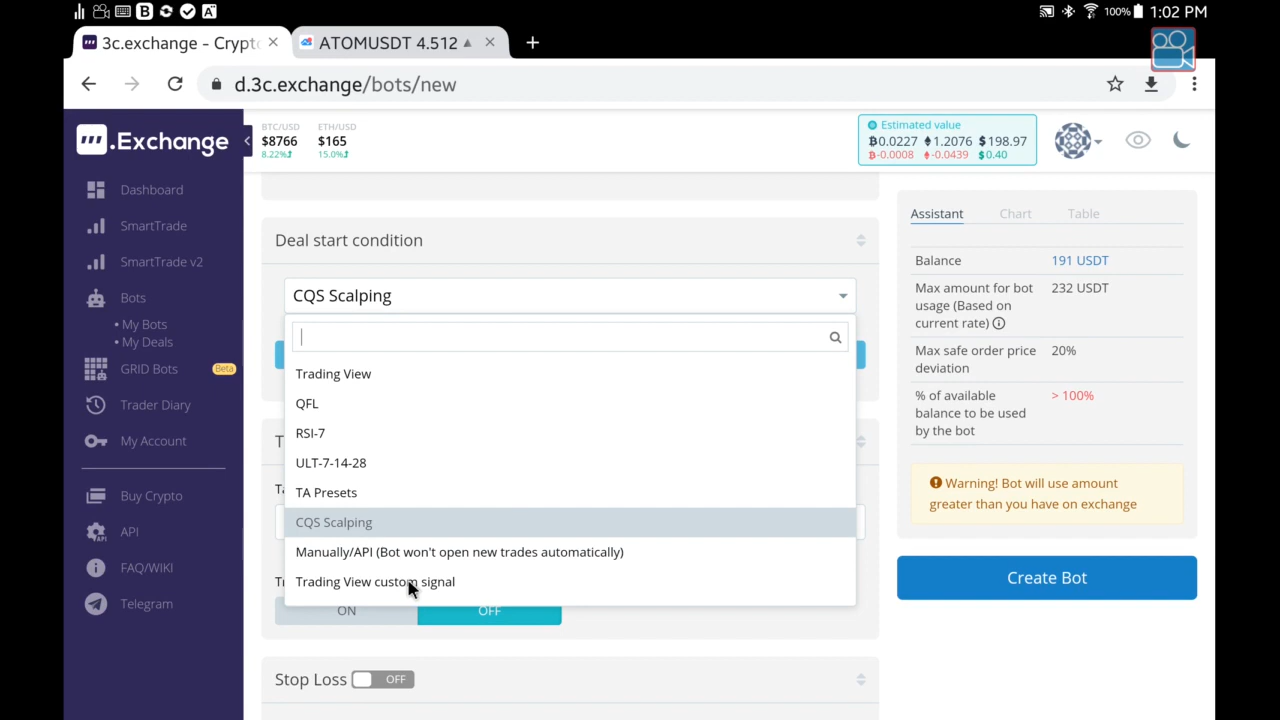 B
A
100%
1:02 PM
3c.exchange - Crypto
ATOMUSDT 4.512 ▲
d.3c.exchange/bots/new
.Exchange
BTC/USD
$8766
8.22%
ETH/USD
$165
15.0%
Estimated value
0.0227 1.2076 $198.97
-0.0008 -0.0439 $0.40
Dashboard
SmartTrade
SmartTrade v2
Bots
• My Bots
• My Deals
GRID Bots
Beta
Trader Diary
My Account
Buy Crypto
API
FAQ/WIKI
Telegram
Deal start condition
CQS Scalping
Trading View
QFL
RSI-7
ULT-7-14-28
TA Presets
CQS Scalping
Manually/API (Bot won't open new trades automatically)
Trading View custom signal
ON
OFF
Stop Loss
OFF
Assistant
Chart
Table
Balance
191 USDT
Max amount for bot
usage (Based on
current rate)
232 USDT
Max safe order price
deviation
20%
% of available
balance to be used
by the bot
> 100%
Warning! Bot will use amount
greater than you have on exchange
Create Bot